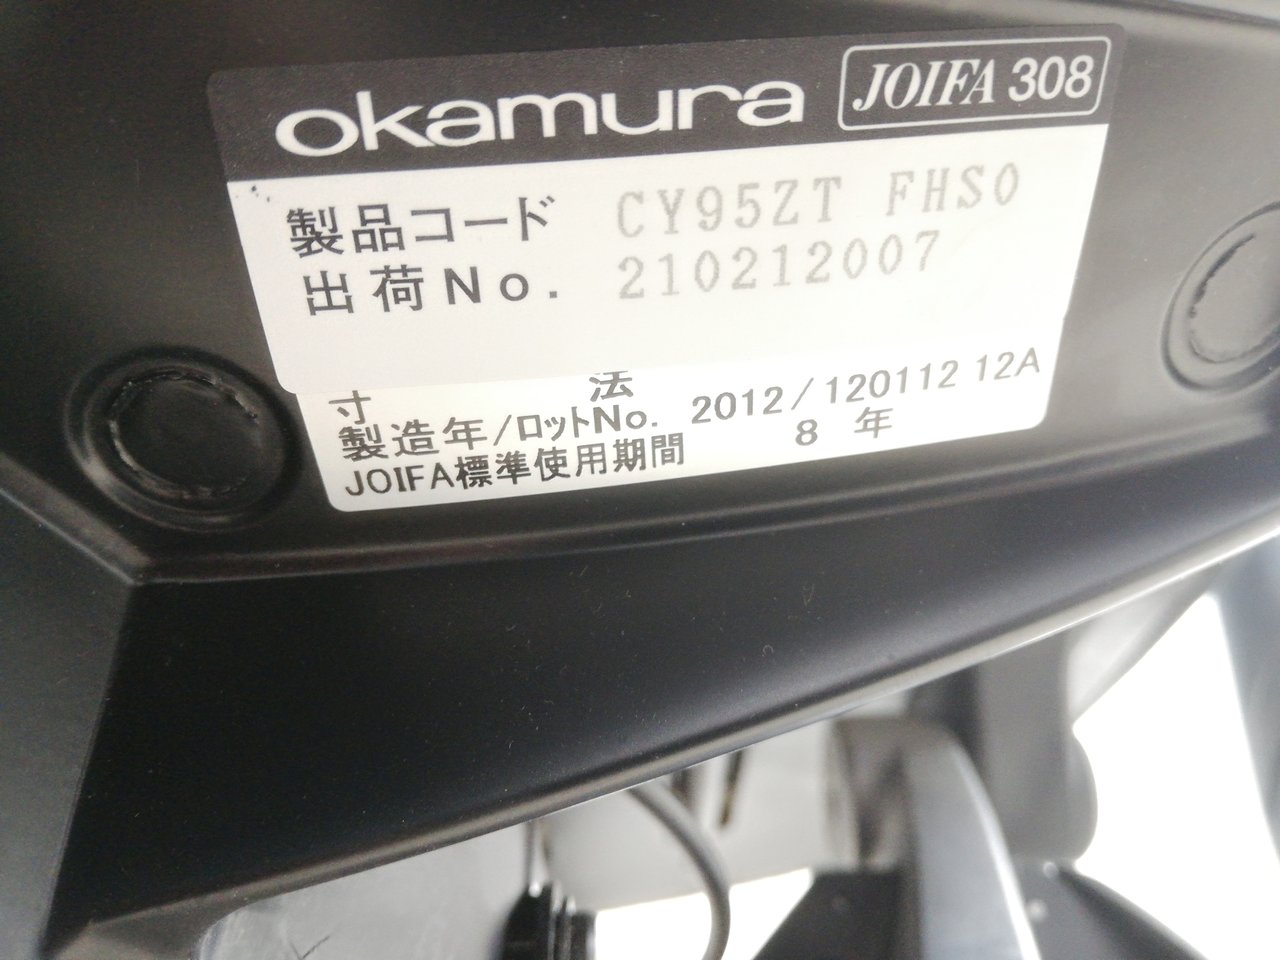 okamura JOIFA 308
製品コード CY95ZT FHS0
出荷No. 210212007
寸 法
製造年/ロットNo. 2012/120112 12A
JOIFA標準使用期間 8 年